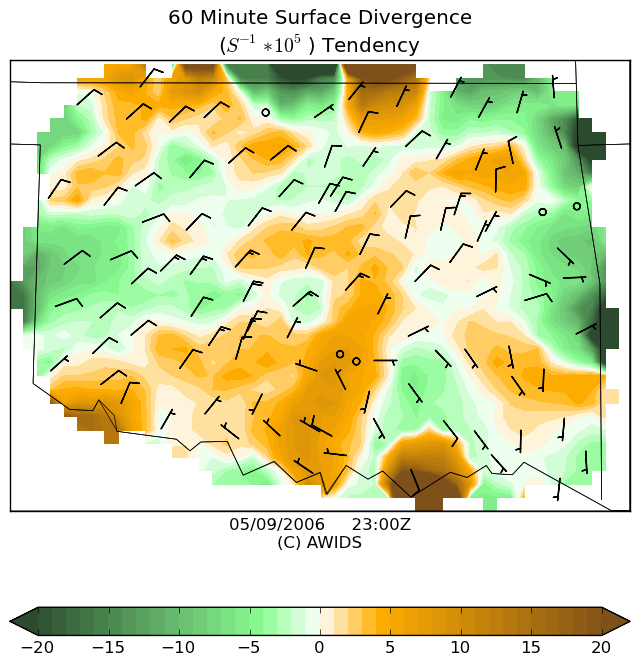 60 Minute Surface Divergence
(S⁻¹ *10⁵ ) Tendency
05/09/2006 23:00Z
(C) AWIDS
−20 −15 −10 −5 0 5 10 15 20